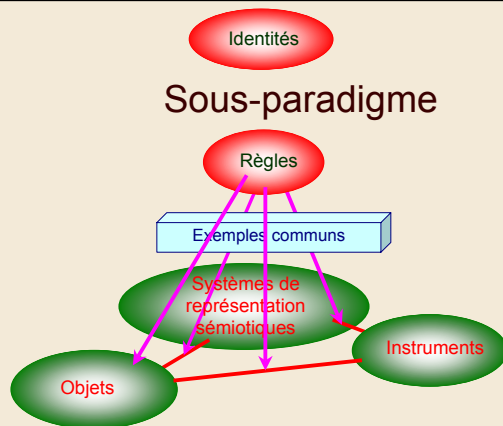 Identités
Sous-paradigme
Règles
Exemples communs
Systèmes de
représentation
sémiotiques
Instruments
Objets